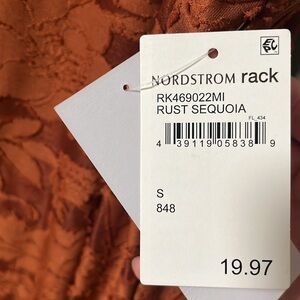 NORDSTROM rack
RK469022MI
RUST SEQUOIA
FL_434
4 39119 05838 9
S
848
19.97